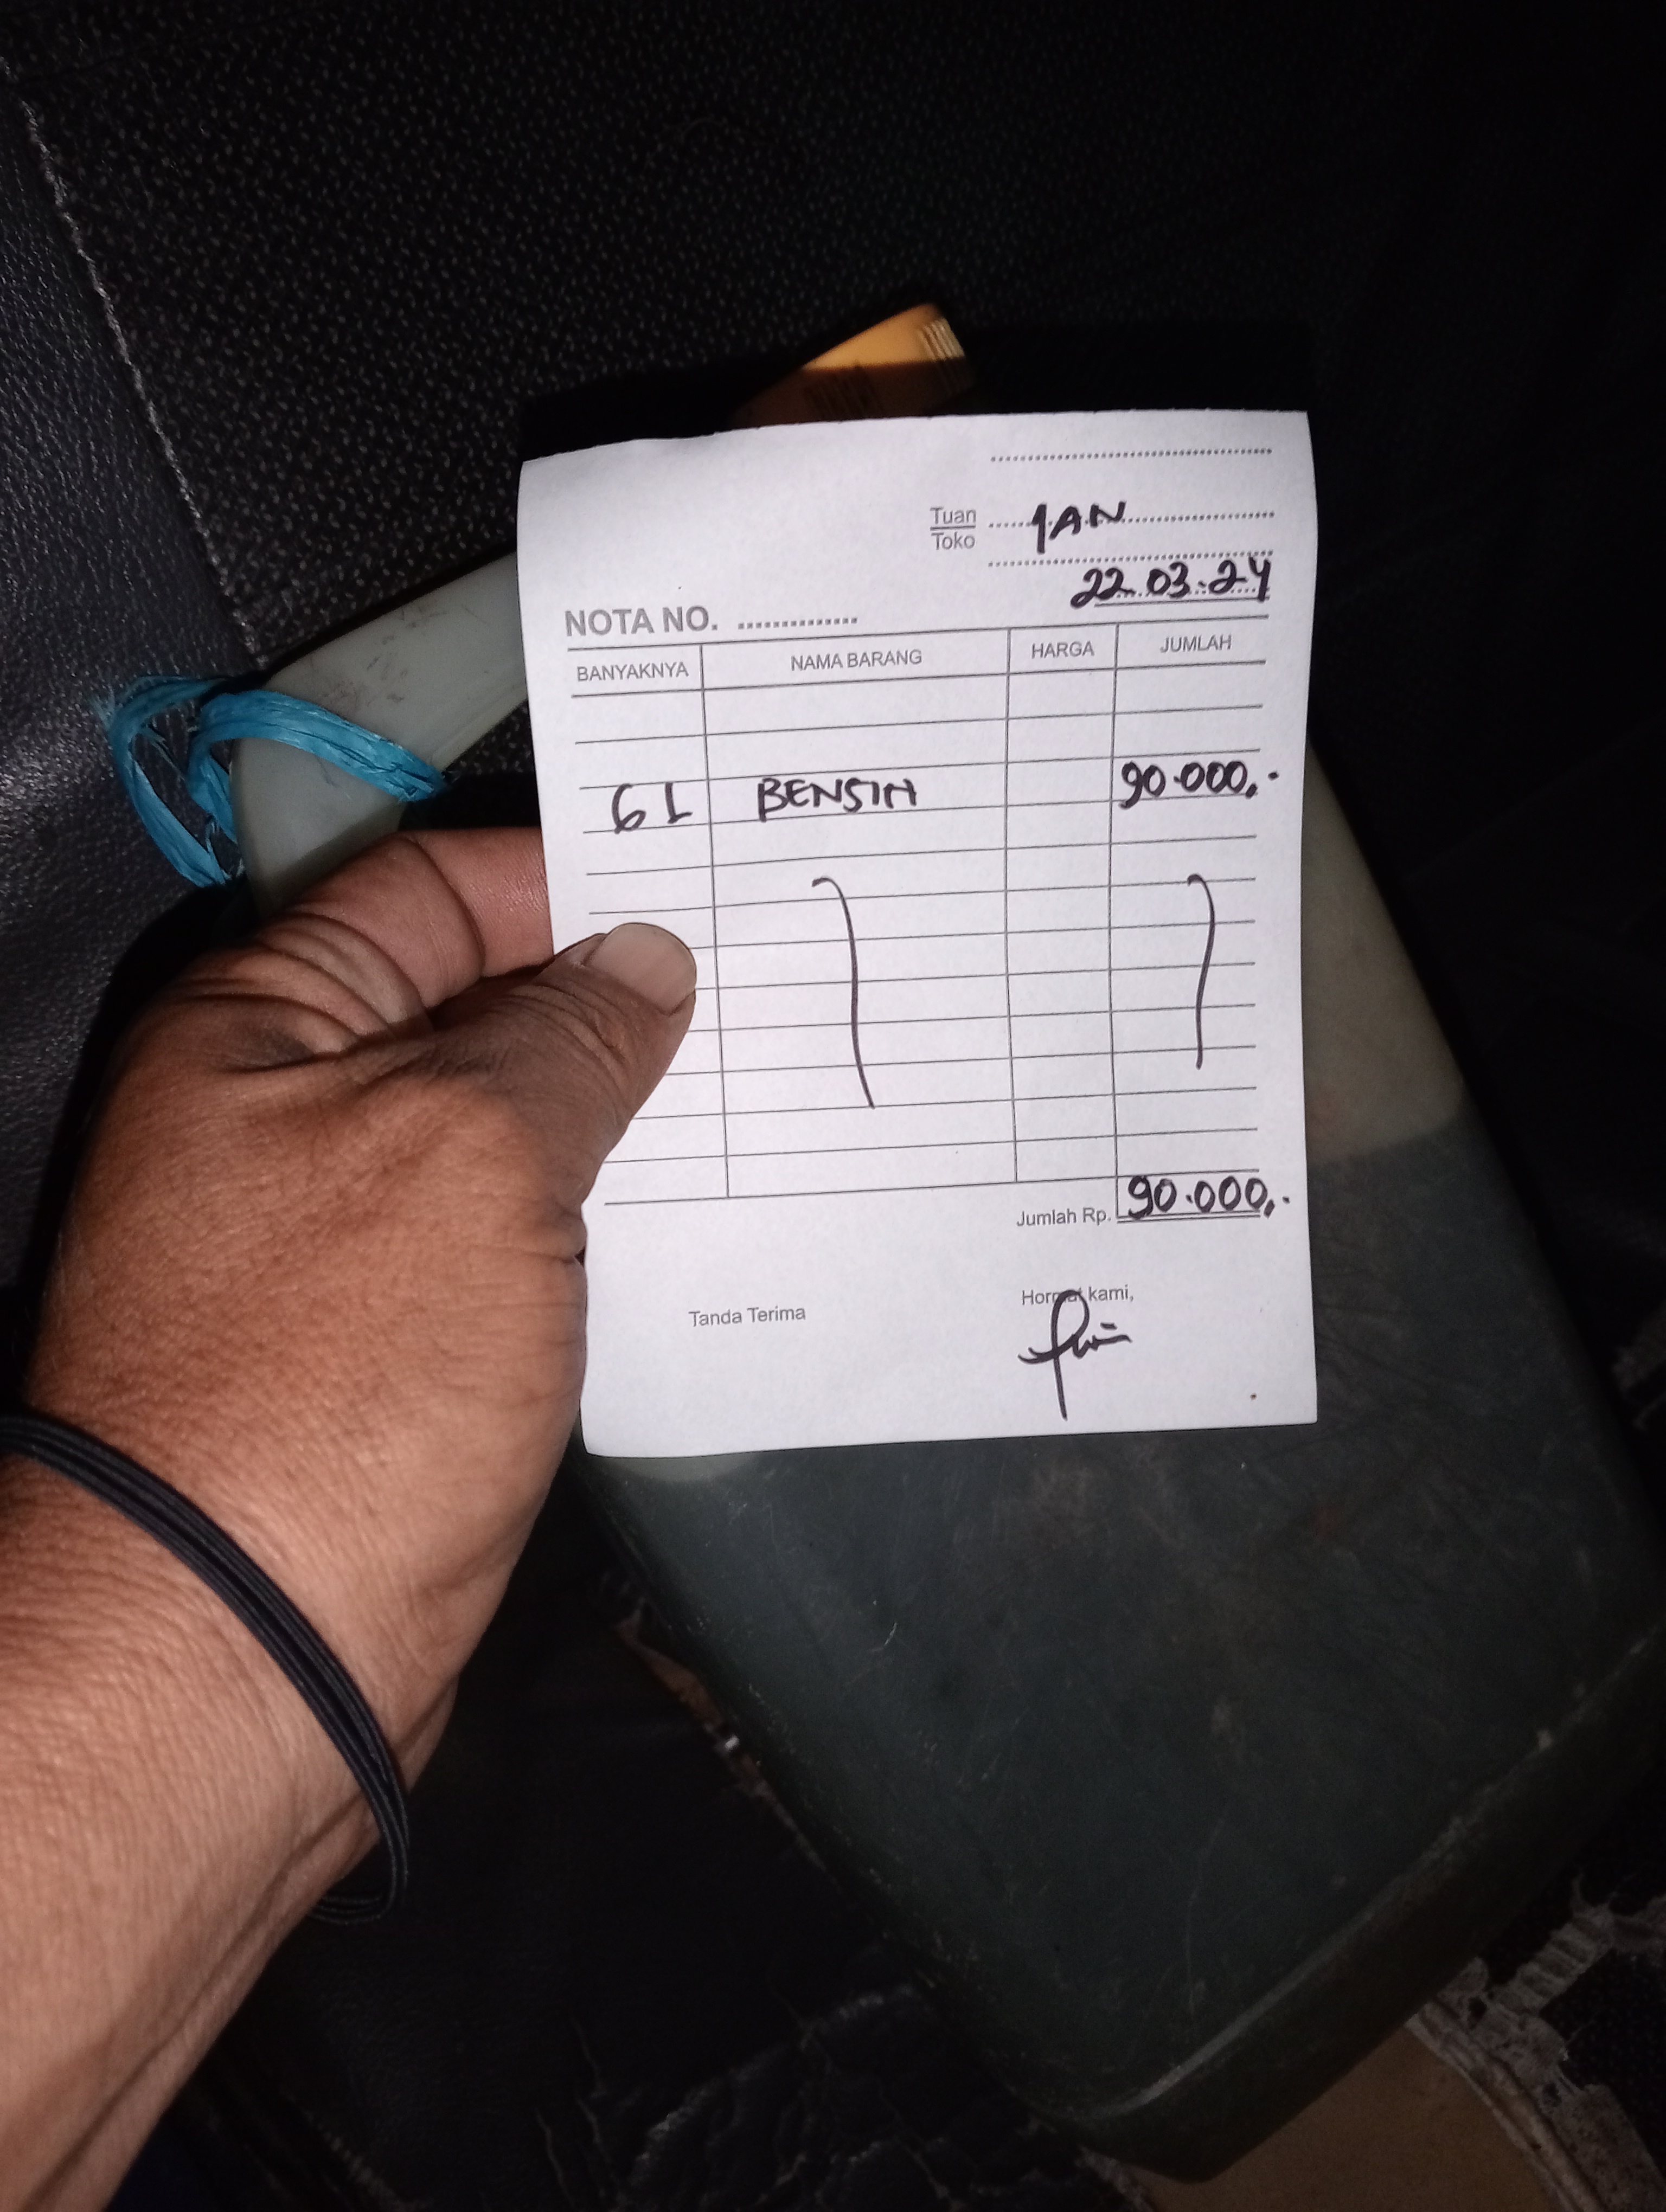 Tuan IAN
Toko
22.03.24
NOTA NO. ..............
BANYAKNYA NAMA BARANG HARGA JUMLAH
6 L BENSIN 90.000,-
Jumlah Rp. 90.000,-
Tanda Terima Hormat kami,